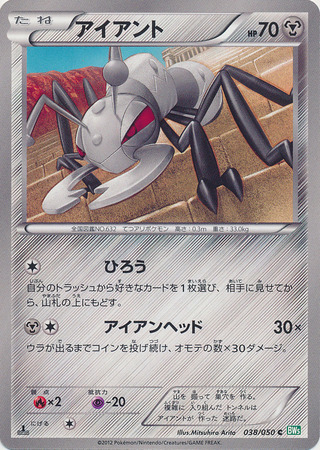 たね
アイアント
HP70
全国図鑑NO.632 てつアリポケモン 高さ:0.3m 重さ:33.0kg
ひろう
自分のトラッシュから好きなカードを1枚選び、相手に見せてから、山札の上にもどす。
アイアンヘッド 30×
ウラが出るまでコインを投げ続け、オモテの数×30ダメージ。
弱点 抵抗力
×2 -20
にげる
山を掘って巣穴を作る。
複雑に入り組んだトンネルは
アイアントが作った迷路だ。
Illus.Mitsuhiro Arita 038/050 C BW5
©2012 Pokémon/Nintendo/Creatures/GAME FREAK.